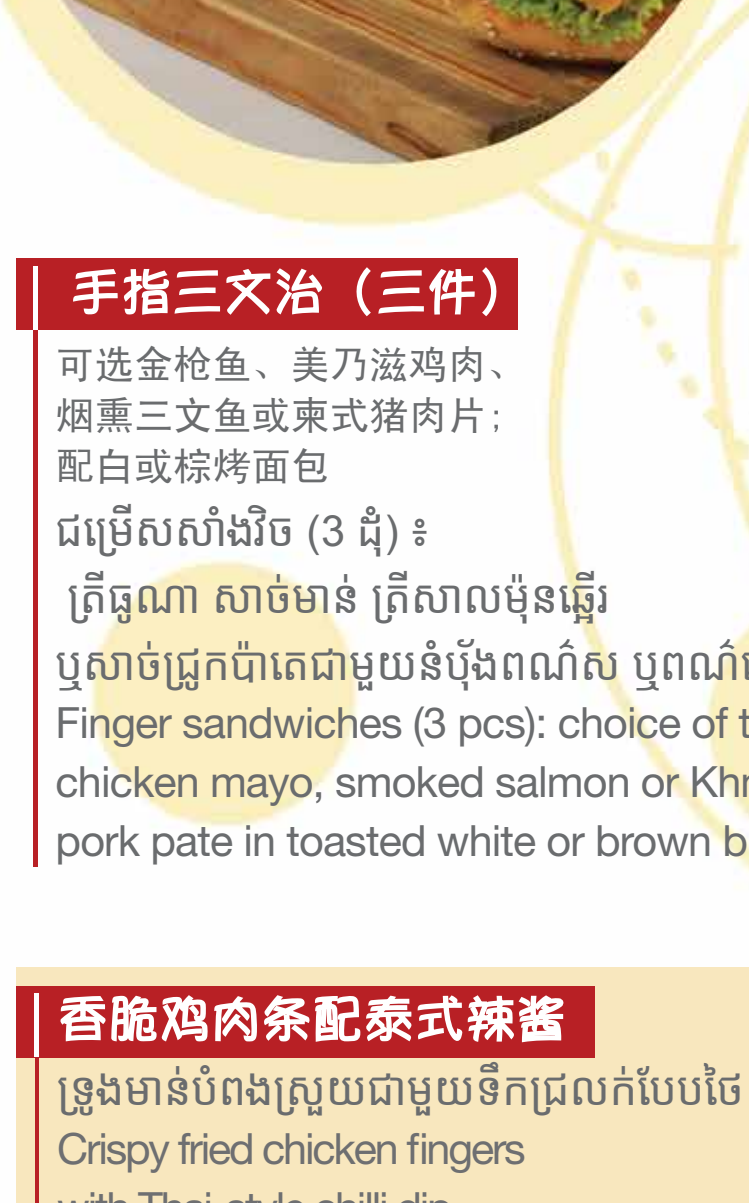 手指三文治（三件）
可选金枪鱼、美乃滋鸡肉、
烟熏三文鱼或柬式猪肉片；
配白或棕烤面包
ជម្រើសសាំងវិច (3 ដុំ) ៖
ត្រីធូណា សាច់មាន់ ត្រីសាលម៉ុនឆ្អើរ
ឬសាច់ជ្រូកប៉ាតេជាមួយនំប៉័ងពណ៌ស ឬពណ៌
Finger sandwiches (3 pcs): choice of
chicken mayo, smoked salmon or
pork pate in toasted white or brown
香脆鸡肉条配泰式辣酱
ទ្រូងមាន់បំពងស្រួយជាមួយទឹកជ្រលក់បែបថៃ
Crispy fried chicken fingers
with Thai-style chilli dip